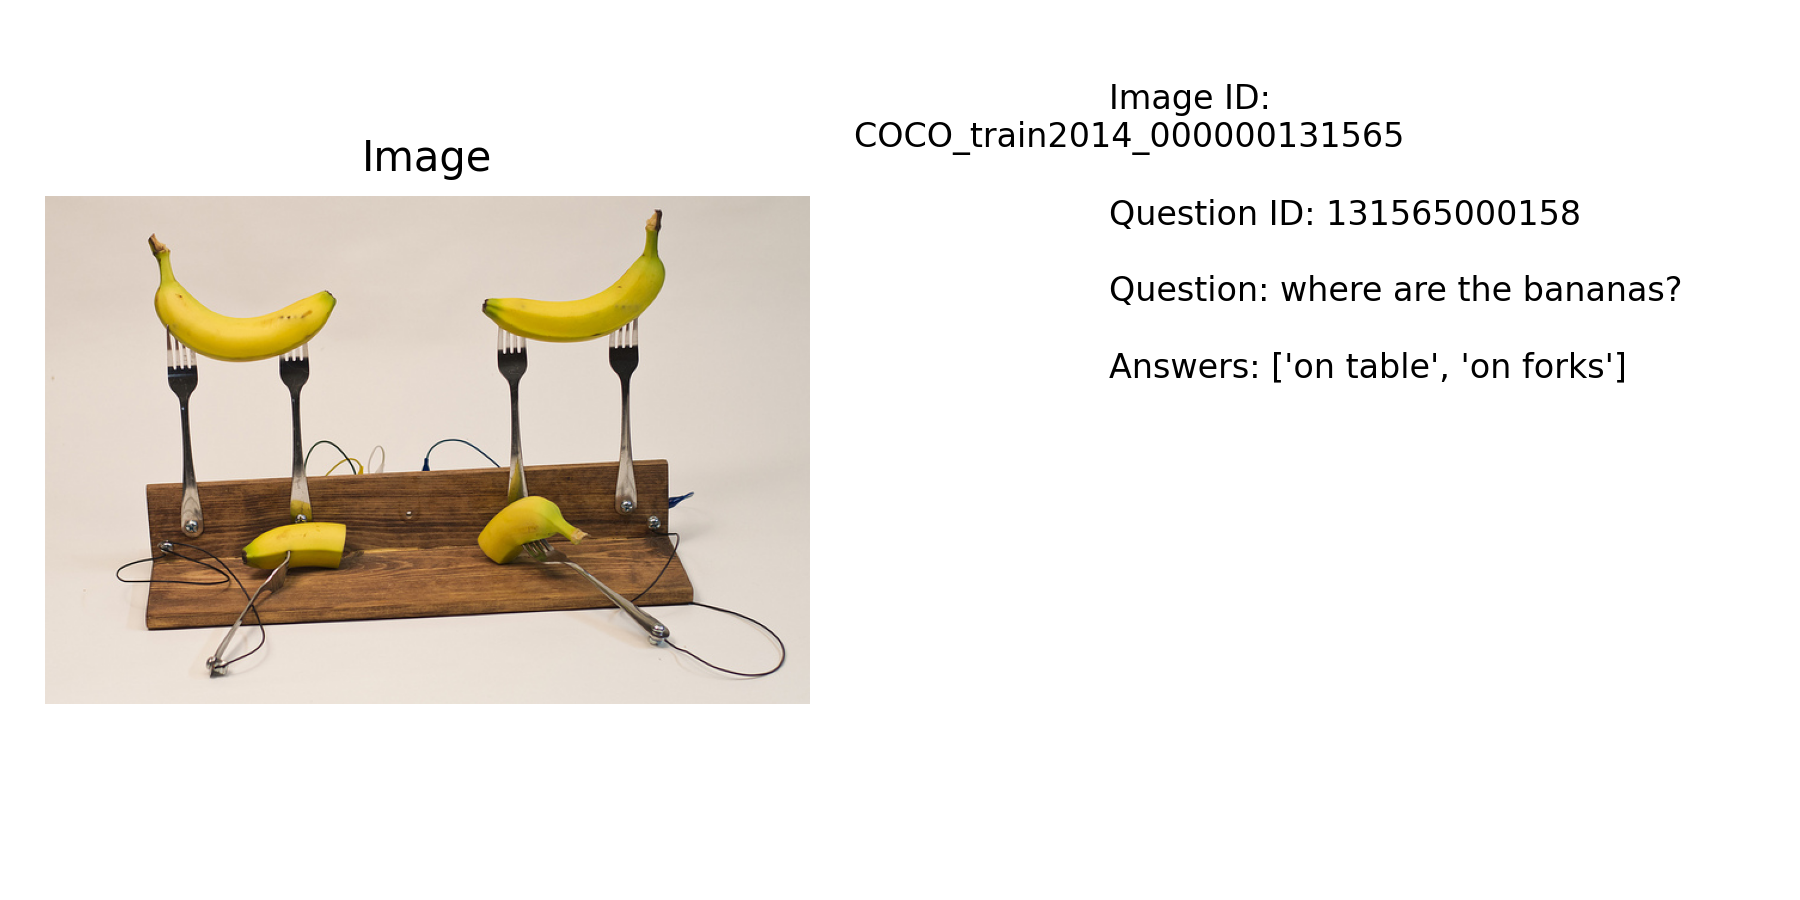 Image
Image ID:
COCO_train2014_000000131565
Question ID: 131565000158
Question: where are the bananas?
Answers: ['on table', 'on forks']